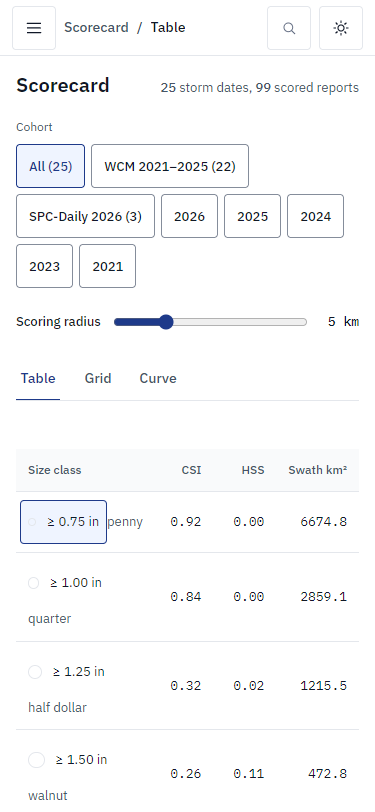 Scorecard / Table
Scorecard
25 storm dates, 99 scored reports
Cohort
All (25)
WCM 2021–2025 (22)
SPC-Daily 2026 (3)
2026
2025
2024
2023
2021
Scoring radius
5 km
Table
Grid
Curve
Size class CSI HSS Swath km²
≥ 0.75 in penny 0.92 0.00 6674.8
≥ 1.00 in
quarter
0.84 0.00 2859.1
≥ 1.25 in
half dollar
0.32 0.02 1215.5
≥ 1.50 in
walnut
0.26 0.11 472.8